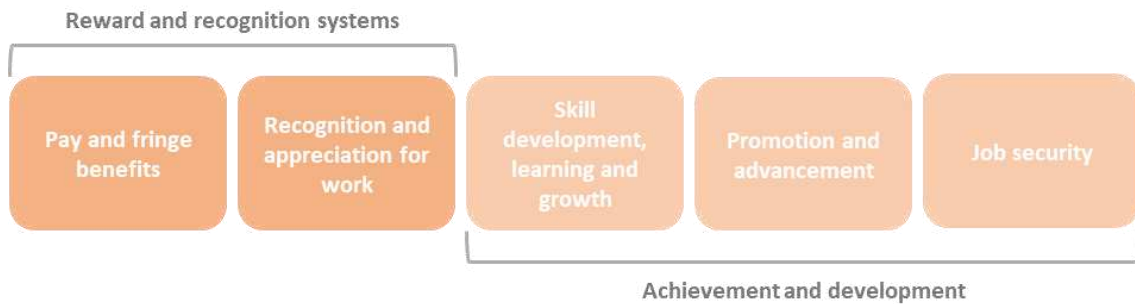 Reward and recognition systems
Pay and fringe
benefits
Recognition and
appreciation for
work
Skill
development,
learning and
growth
Promotion and
advancement
Job security
Achievement and development